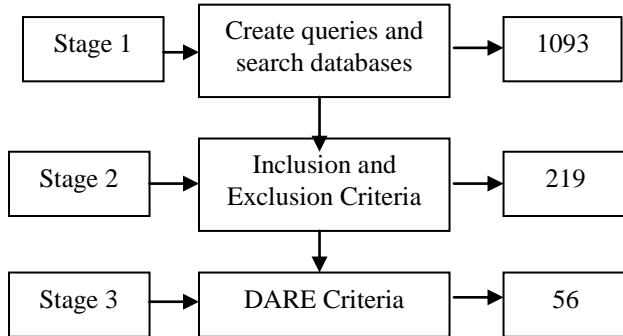 Stage 1
Create queries and
search databases
1093
Stage 2
Inclusion and
Exclusion Criteria
219
Stage 3
DARE Criteria
56